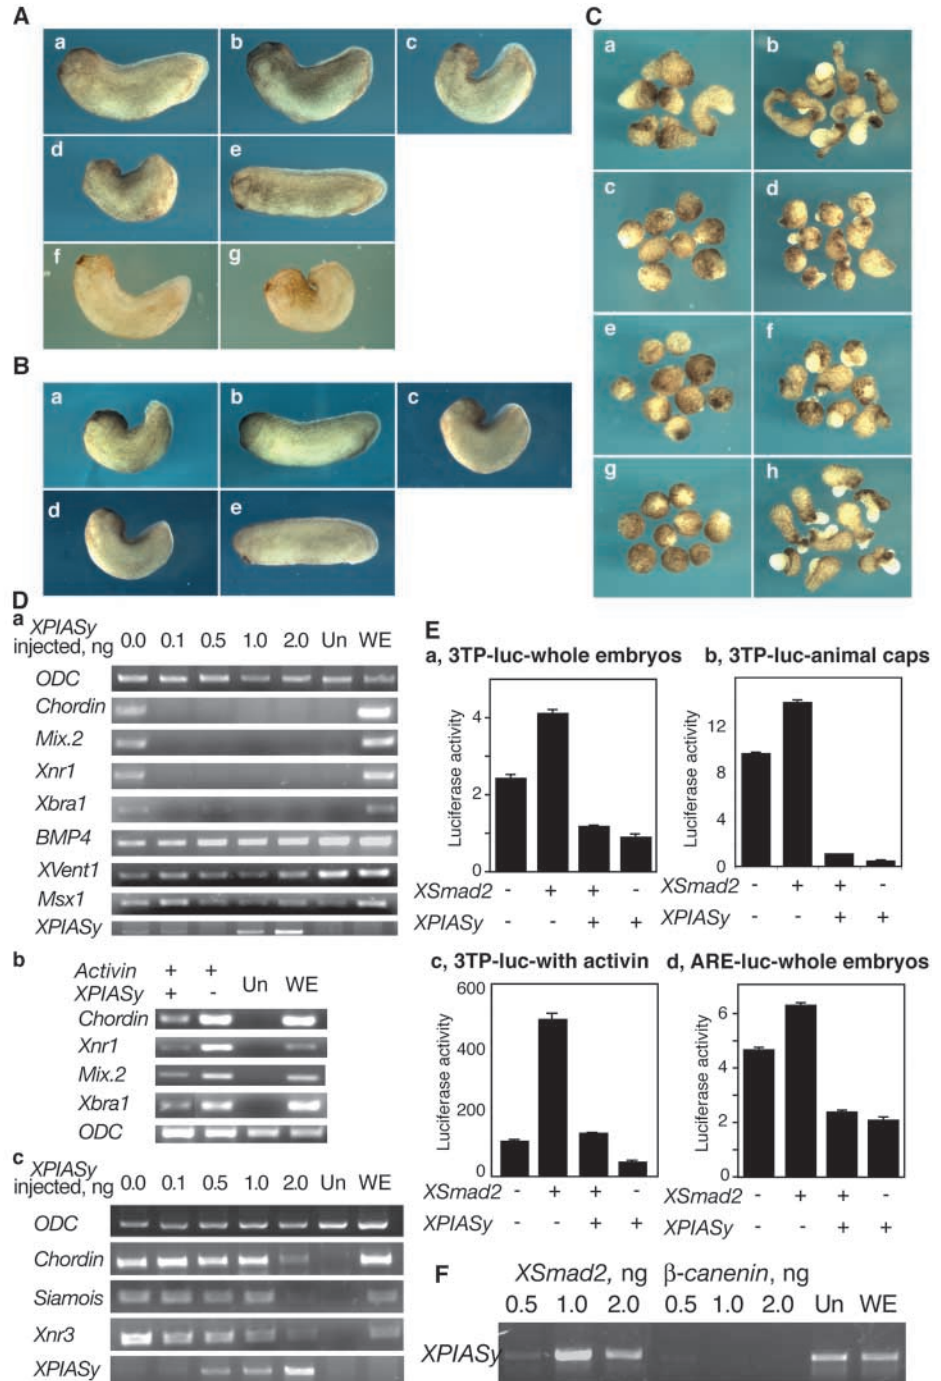 A
a
b
c
d
e
f
g
B
a
b
c
d
e
C
a
b
c
d
e
f
g
h
D
a
XPIASy
injected, ng 0.0 0.1 0.5 1.0 2.0 Un WE
ODC
Chordin
Mix.2
Xnr1
Xbra1
BMP4
XVent1
Msx1
XPIASy
b
Activin + +
XPIASy + - Un WE
Chordin
Xnr1
Mix.2
Xbra1
ODC
c
XPIASy
injected, ng 0.0 0.1 0.5 1.0 2.0 Un WE
ODC
Chordin
Siamois
Xnr3
XPIASy
E
a, 3TP-luc-whole embryos
Luciferase activity
4
2
0
XSmad2 - + + -
XPIASy - - + +
b, 3TP-luc-animal caps
Luciferase activity
12
8
4
0
- + + -
- - + +
c, 3TP-luc-with activin
Luciferase activity
600
400
200
0
XSmad2 - + + -
XPIASy - - + +
d, ARE-luc-whole embryos
Luciferase activity
6
4
2
0
XSmad2 - + + -
XPIASy - - + +
F
XSmad2, ng β-canenin, ng
0.5 1.0 2.0 0.5 1.0 2.0 Un WE
XPIASy